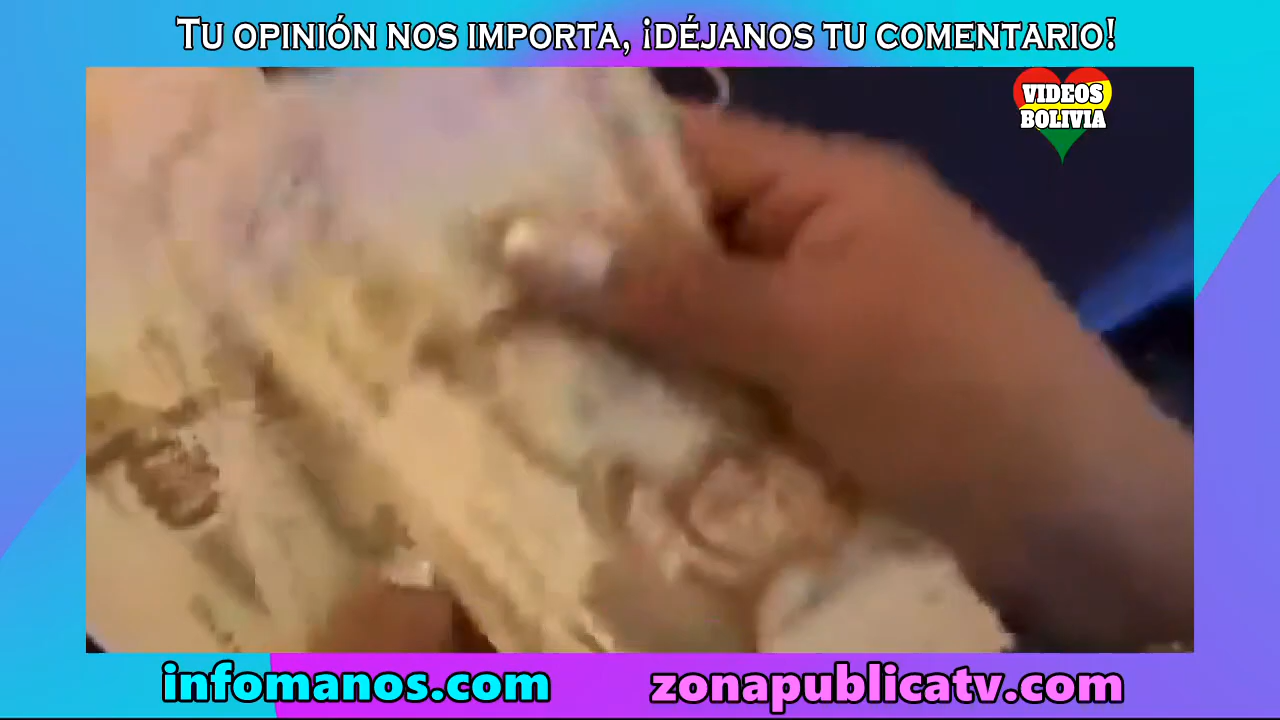 Tu opinión nos importa, ¡déjanos tu comentario!
VIDEOS
BOLIVIA
infomanos.com
zonapublicatv.com